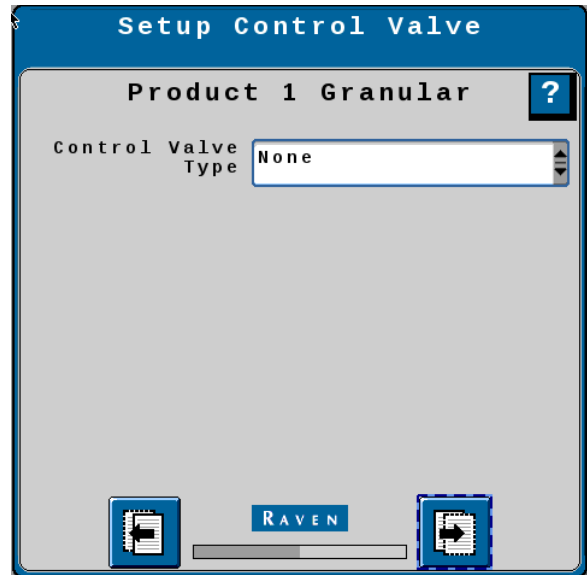 Setup Control Valve
Product 1 Granular
?
Control Valve
Type
None
RAVEN